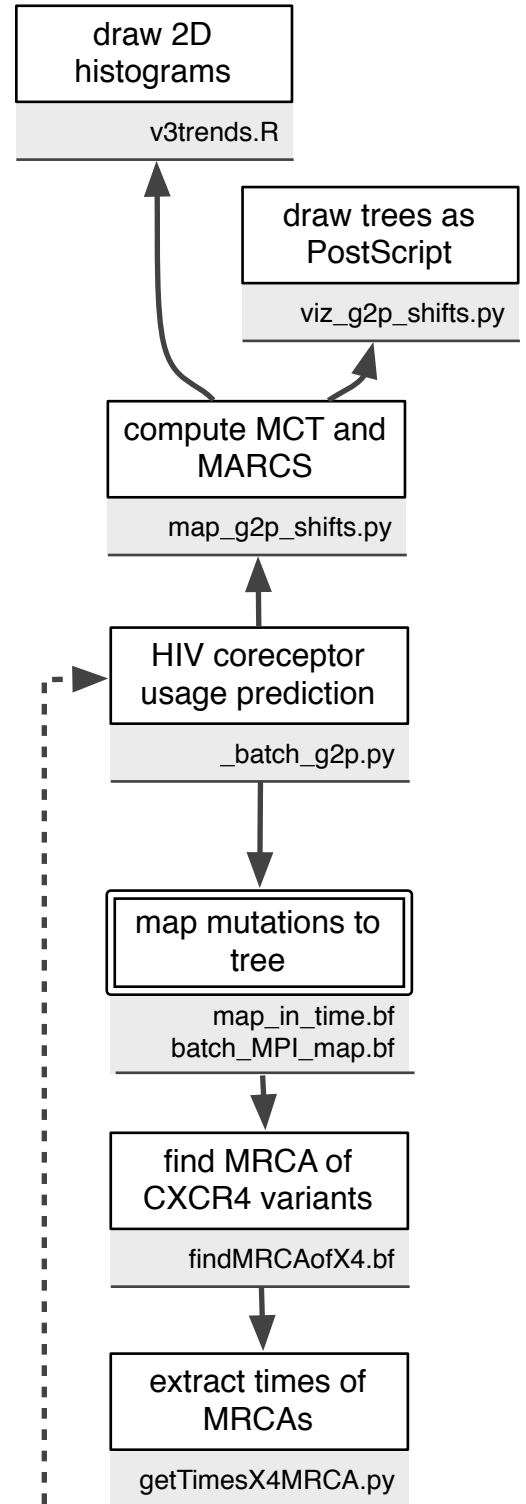 draw 2D
histograms
v3trends.R
draw trees as
PostScript
viz_g2p_shifts.py
compute MCT and
MARCS
map_g2p_shifts.py
HIV coreceptor
usage prediction
_batch_g2p.py
map mutations to
tree
map_in_time.bf
batch_MPI_map.bf
find MRCA of
CXCR4 variants
findMRCAofX4.bf
extract times of
MRCAs
getTimesX4MRCA.py